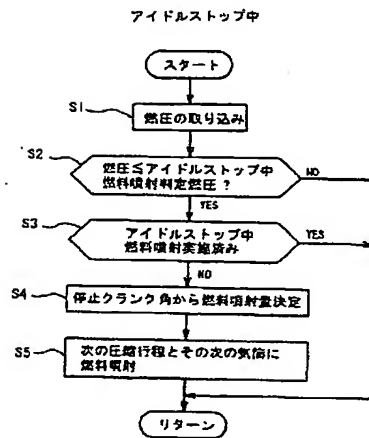 アイドルストップ中
スタート
S1
燃圧の取り込み
S2
燃圧≦アイドルストップ中
燃料噴射判定燃圧?
NO
YES
S3
アイドルストップ中
燃料噴射実施済み
YES
NO
S4
停止クランク角から燃料噴射量決定
S5
次の圧縮行程とその次の気筒に
燃料噴射
リターン